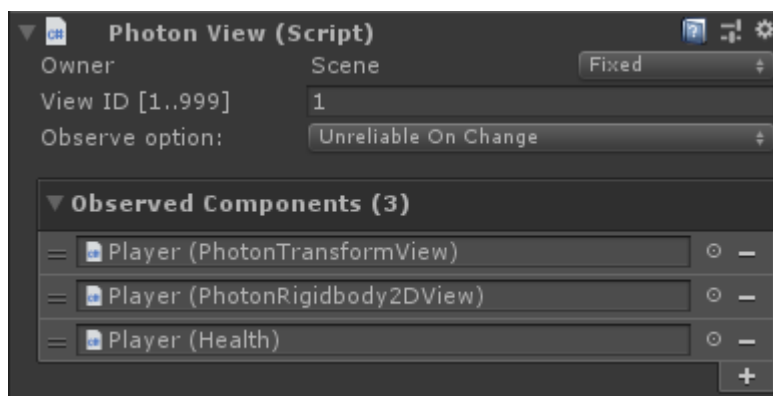 Photon View (Script)
Owner Scene Fixed
View ID [1..999] 1
Observe option: Unreliable On Change
Observed Components (3)
Player (PhotonTransformView)
Player (PhotonRigidbody2DView)
Player (Health)